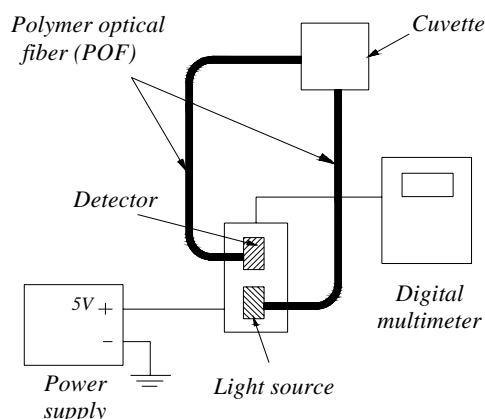 Polymer optical
fiber (POF)
Cuvette
Detector
5V +
-
Digital
multimeter
Light source
Power
supply